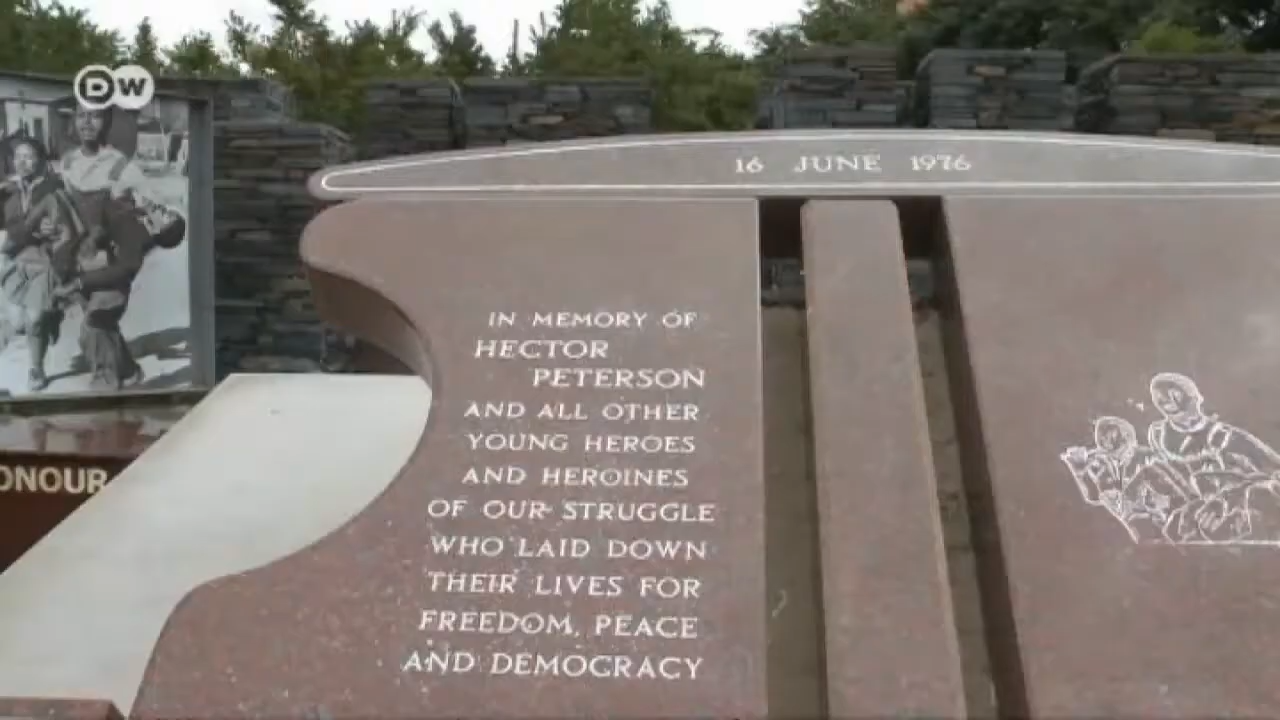 DW
16 JUNE 1976
IN MEMORY OF
HECTOR
PETERSON
AND ALL OTHER
YOUNG HEROES
AND HEROINES
OF OUR STRUGGLE
WHO LAID DOWN
THEIR LIVES FOR
FREEDOM, PEACE
AND DEMOCRACY
ONOUR